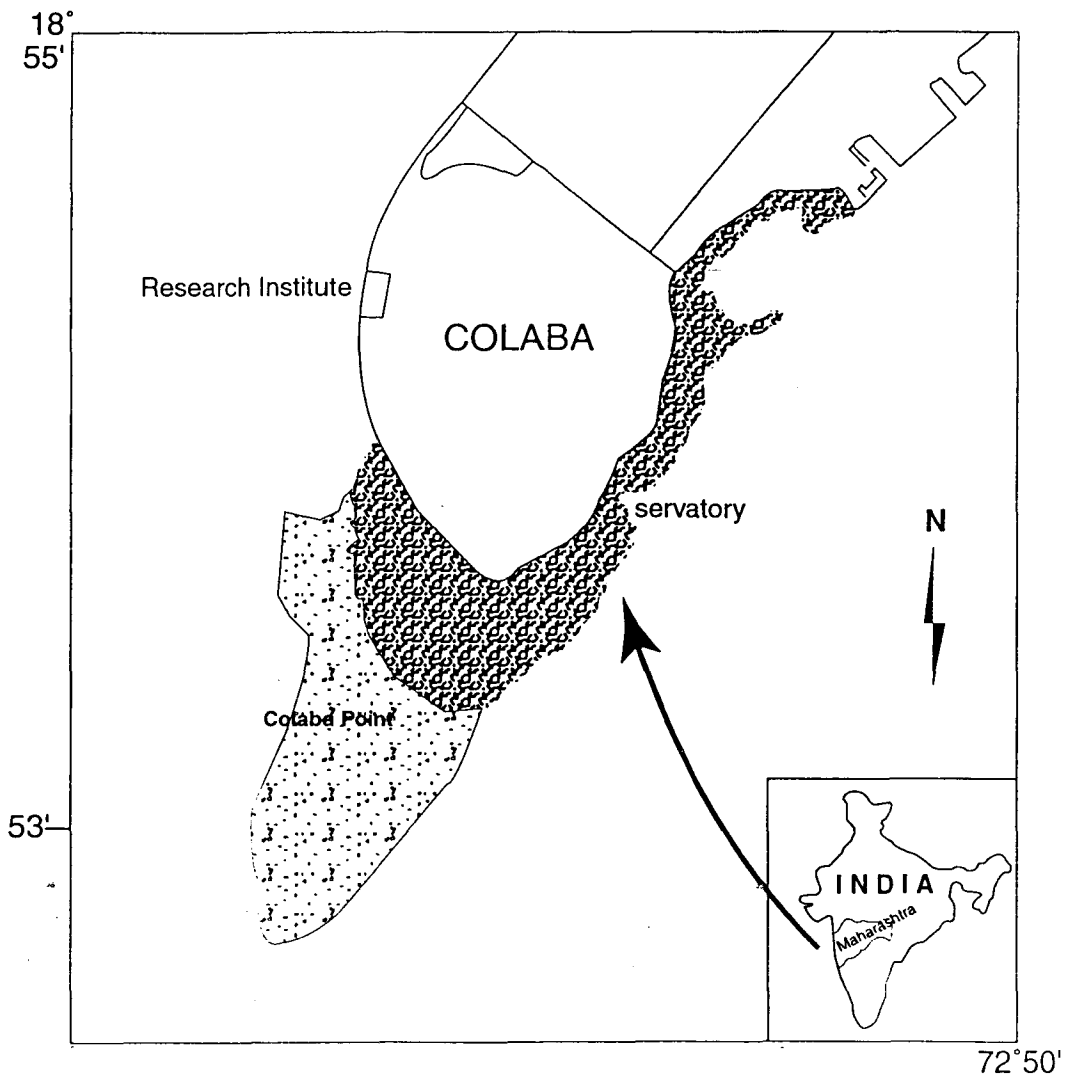 18°
55'
Research Institute
COLABA
servatory
N
Colaba Point
53'
INDIA
Maharashtra
72°50'